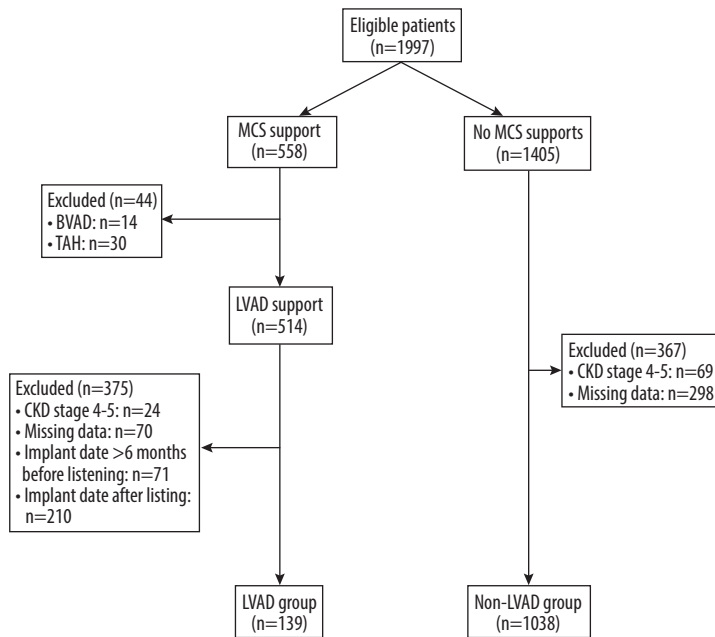 Eligible patients
(n=1997)
MCS support
(n=558)
No MCS supports
(n=1405)
Excluded (n=44)
• BVAD: n=14
• TAH: n=30
LVAD support
(n=514)
Excluded (n=367)
• CKD stage 4-5: n=69
• Missing data: n=298
Excluded (n=375)
• CKD stage 4-5: n=24
• Missing data: n=70
• Implant date >6 months
before listening: n=71
• Implant date after listing:
n=210
LVAD group
(n=139)
Non-LVAD group
(n=1038)